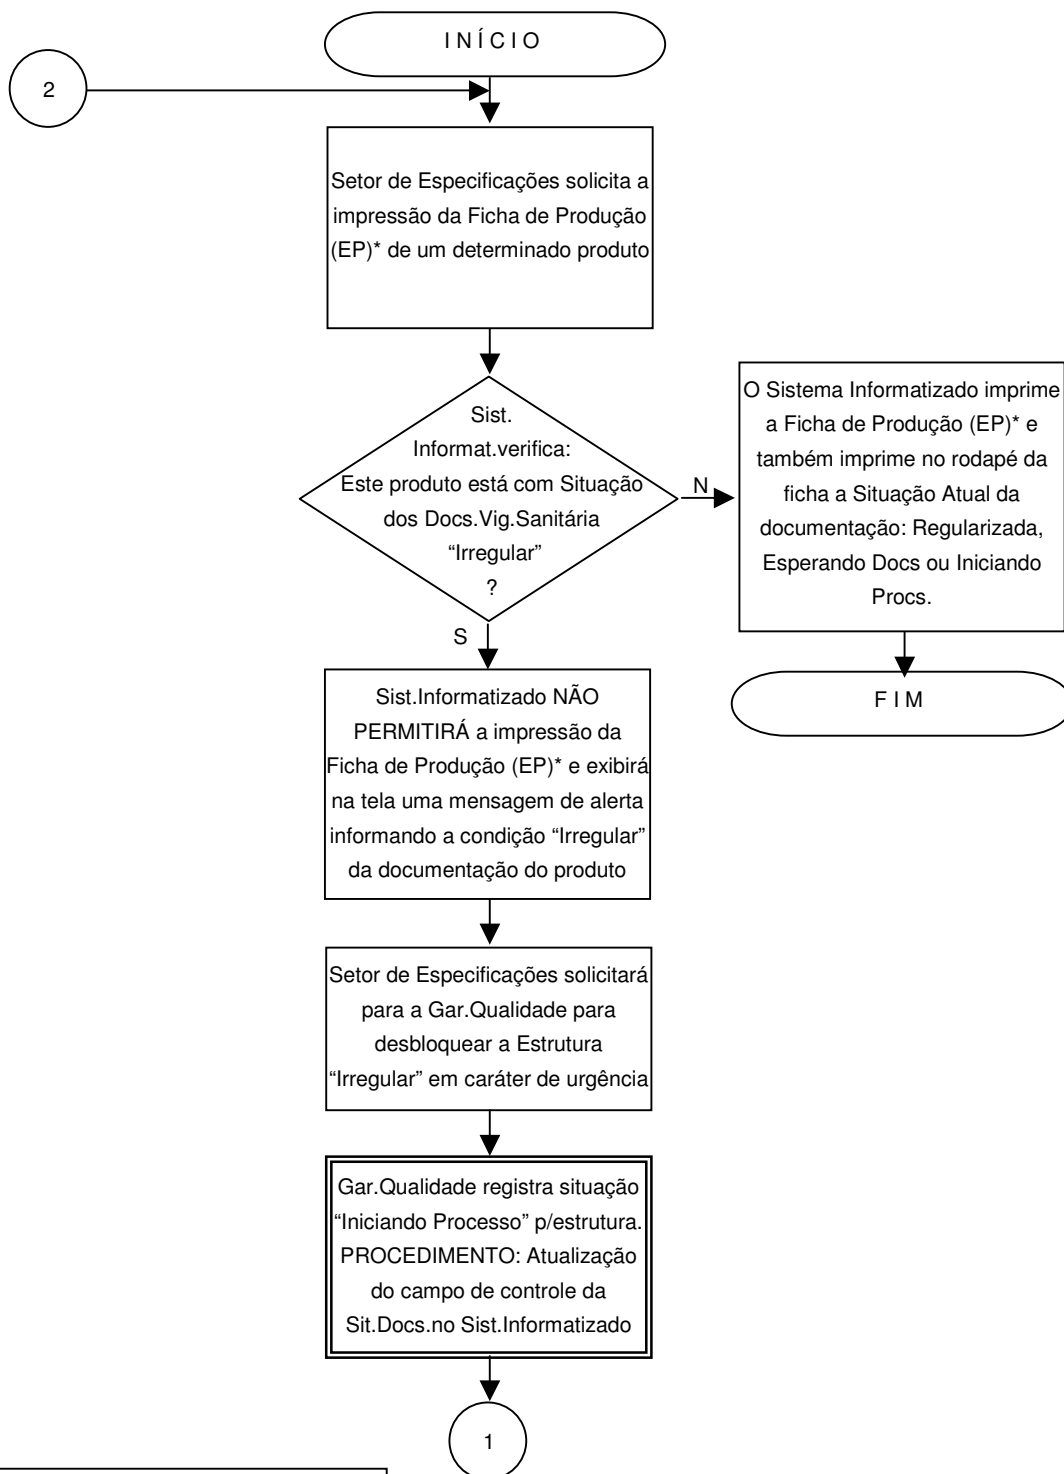 I N Í C I O
2
Setor de Especificações solicita a
impressão da Ficha de Produção
(EP)* de um determinado produto
Sist.
Informat.verifica:
Este produto está com Situação
dos Docs.Vig.Sanitária
“Irregular”
?
N
O Sistema Informatizado imprime
a Ficha de Produção (EP)* e
também imprime no rodapé da
ficha a Situação Atual da
documentação: Regularizada,
Esperando Docs ou Iniciando
Procs.
F I M
S
Sist.Informatizado NÃO
PERMITIRÁ a impressão da
Ficha de Produção (EP)* e exibirá
na tela uma mensagem de alerta
informando a condição “Irregular”
da documentação do produto
Setor de Especificações solicitará
para a Gar.Qualidade para
desbloquear a Estrutura
“Irregular” em caráter de urgência
Gar.Qualidade registra situação
“Iniciando Processo” p/estrutura.
PROCEDIMENTO: Atualização
do campo de controle da
Sit.Docs.no Sist.Informatizado
1